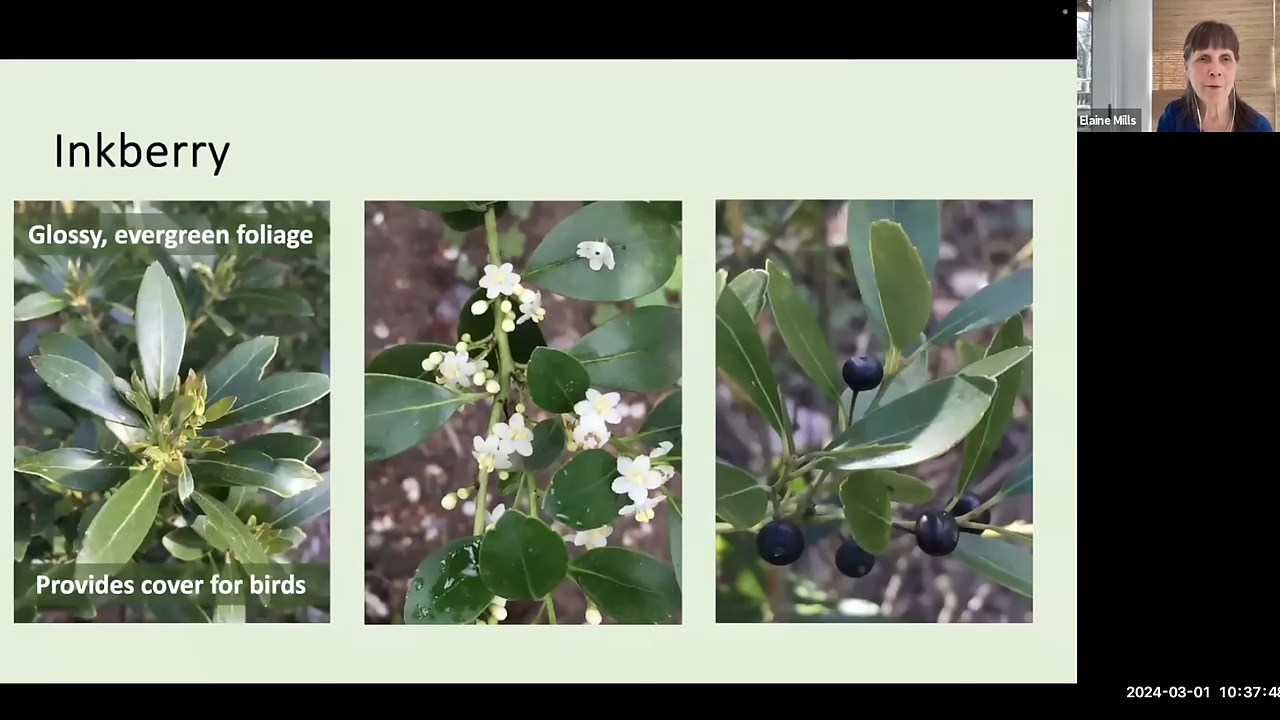 Elaine Mills
Inkberry
Glossy, evergreen foliage
Provides cover for birds
2024-03-01 10:37:48